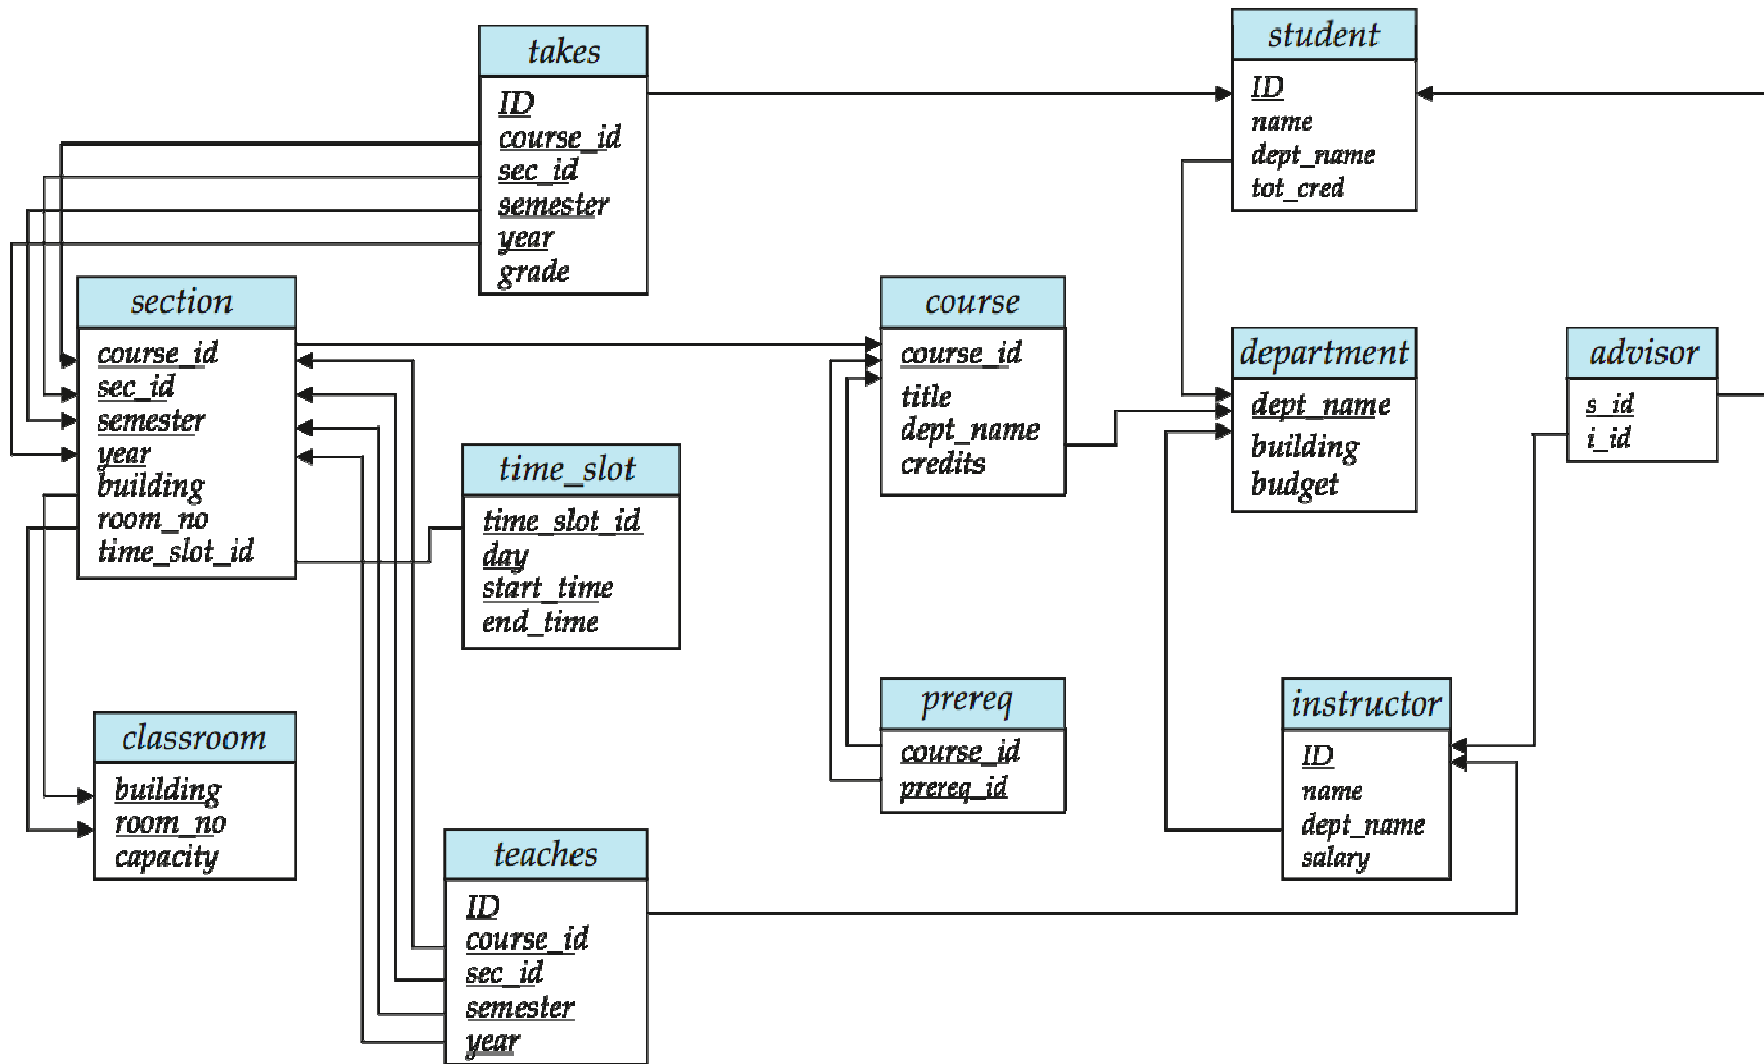 takes
ID
course_id
sec_id
semester
year
grade
student
ID
name
dept_name
tot_cred
section
course_id
sec_id
semester
year
building
room_no
time_slot_id
course
course_id
title
dept_name
credits
department
dept_name
building
budget
advisor
s_id
i_id
time_slot
time_slot_id
day
start_time
end_time
prereq
course_id
prereq_id
instructor
ID
name
dept_name
salary
classroom
building
room_no
capacity
teaches
ID
course_id
sec_id
semester
year